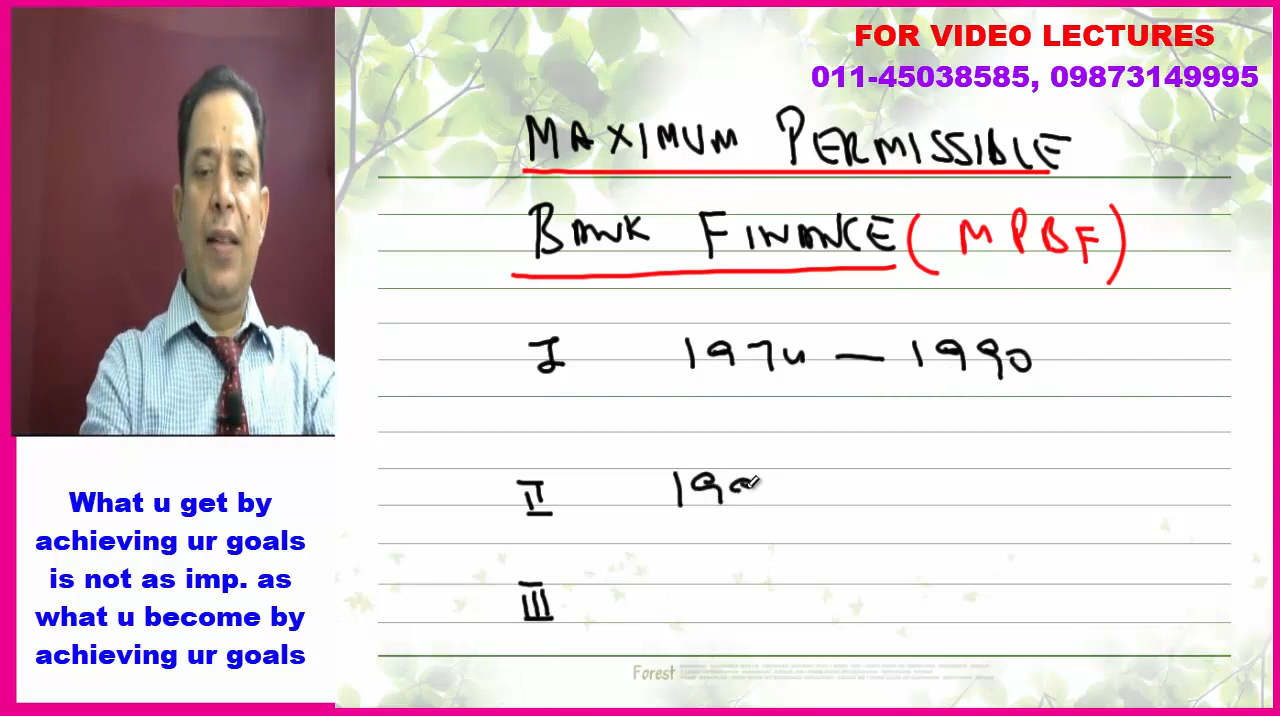 FOR VIDEO LECTURES
011-45038585, 09873149995
MAXIMUM PERMISSIBLE
BANK FINANCE (MPBF)
I 1974 — 1990
II 199
III
Forest
What u get by
achieving ur goals
is not as imp. as
what u become by
achieving ur goals